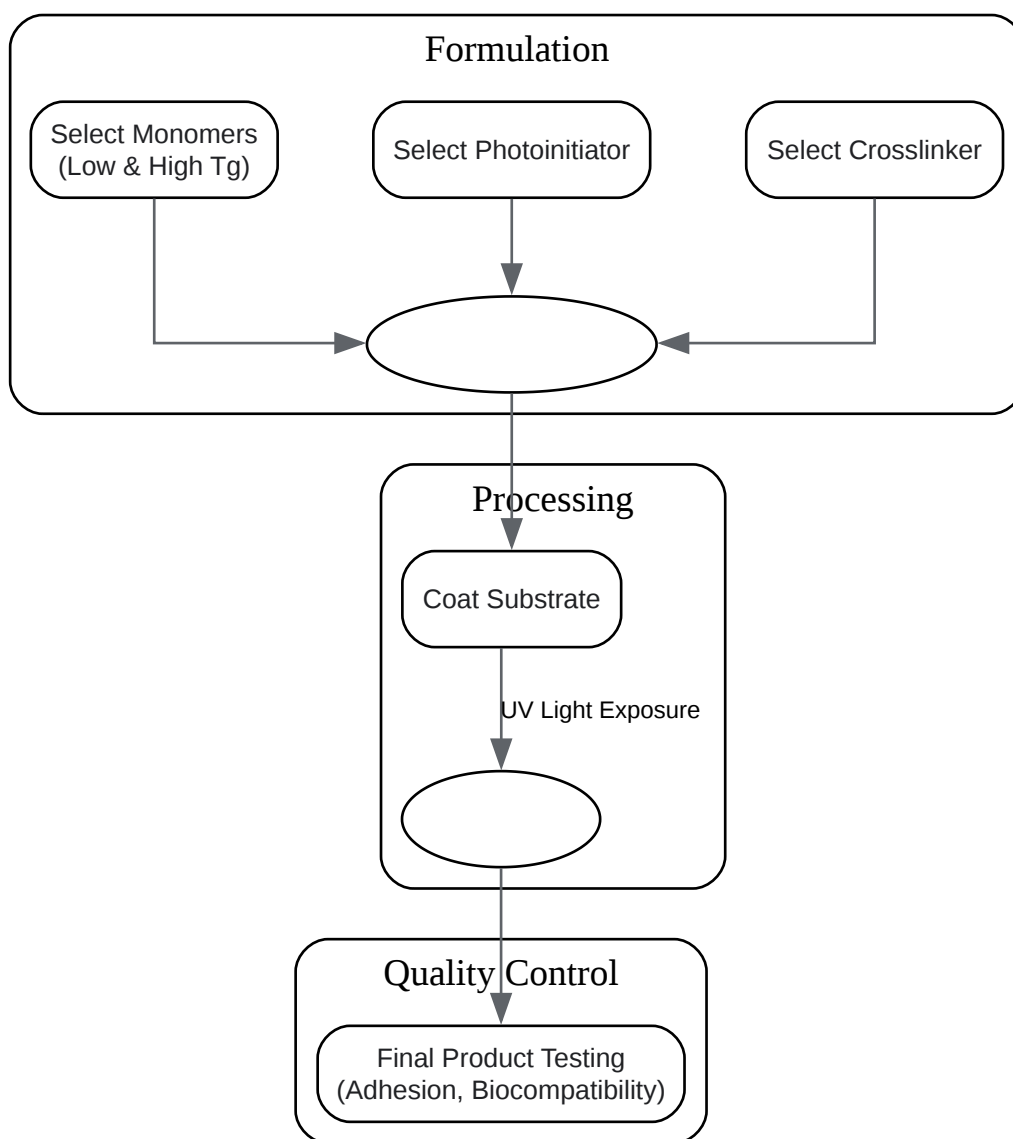 Formulation
Select Monomers
(Low & High Tg)
Select Photoinitiator
Select Crosslinker
Processing
Coat Substrate
UV Light Exposure
Quality Control
Final Product Testing
(Adhesion, Biocompatibility)